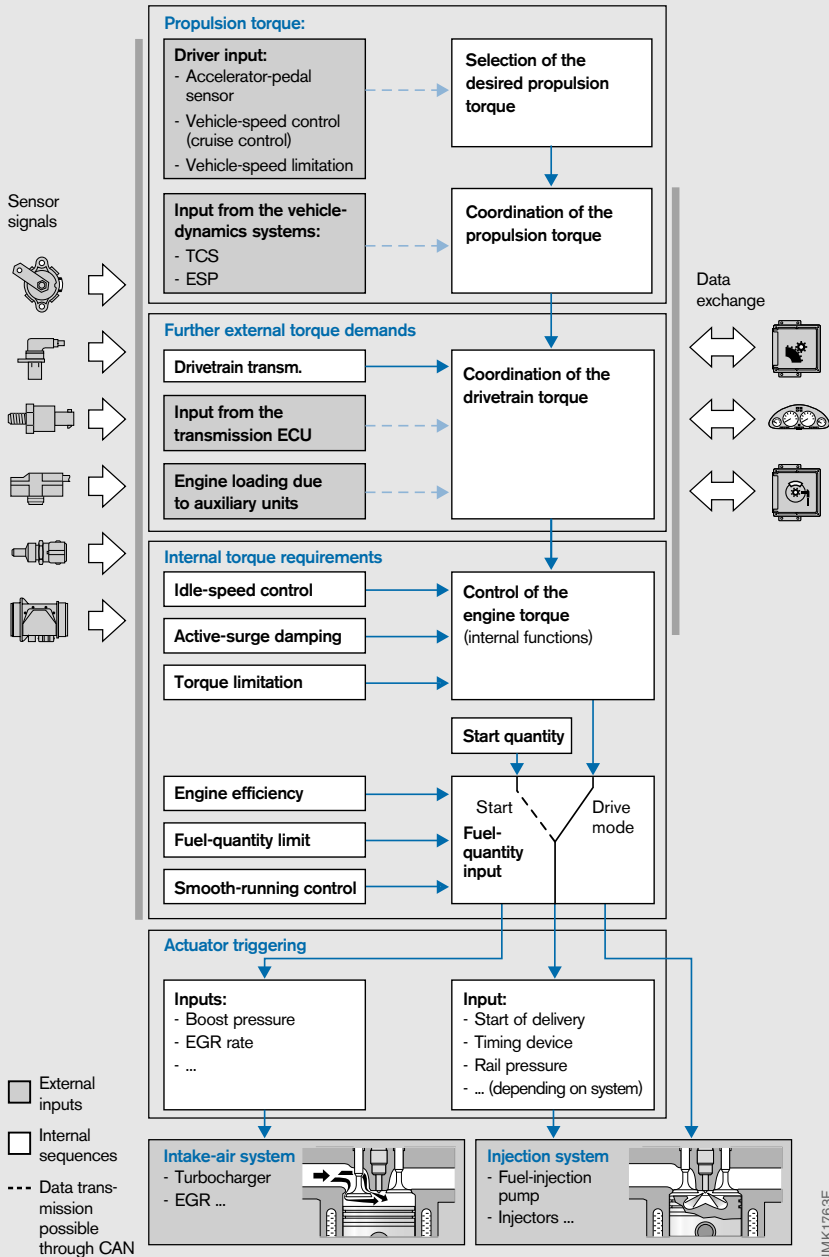 Propulsion torque:
Driver input:
- Accelerator-pedal
sensor
- Vehicle-speed control
(cruise control)
- Vehicle-speed limitation
Selection of the
desired propulsion
torque
Input from the vehicle-
dynamics systems:
- TCS
- ESP
Coordination of the
propulsion torque
Sensor
signals
Data
exchange
Further external torque demands
Drivetrain transm.
Input from the
transmission ECU
Engine loading due
to auxiliary units
Coordination of the
drivetrain torque
Internal torque requirements
Idle-speed control
Active-surge damping
Torque limitation
Control of the
engine torque
(internal functions)
Start quantity
Engine efficiency
Fuel-quantity limit
Smooth-running control
Start
Drive
mode
Fuel-
quantity
input
Actuator triggering
Inputs:
- Boost pressure
- EGR rate
- ...
Input:
- Start of delivery
- Timing device
- Rail pressure
- ... (depending on system)
External
inputs
Internal
sequences
--- Data trans-
mission
possible
through CAN
Intake-air system
- Turbocharger
- EGR ...
Injection system
- Fuel-injection
pump
- Injectors ...
MK1763E